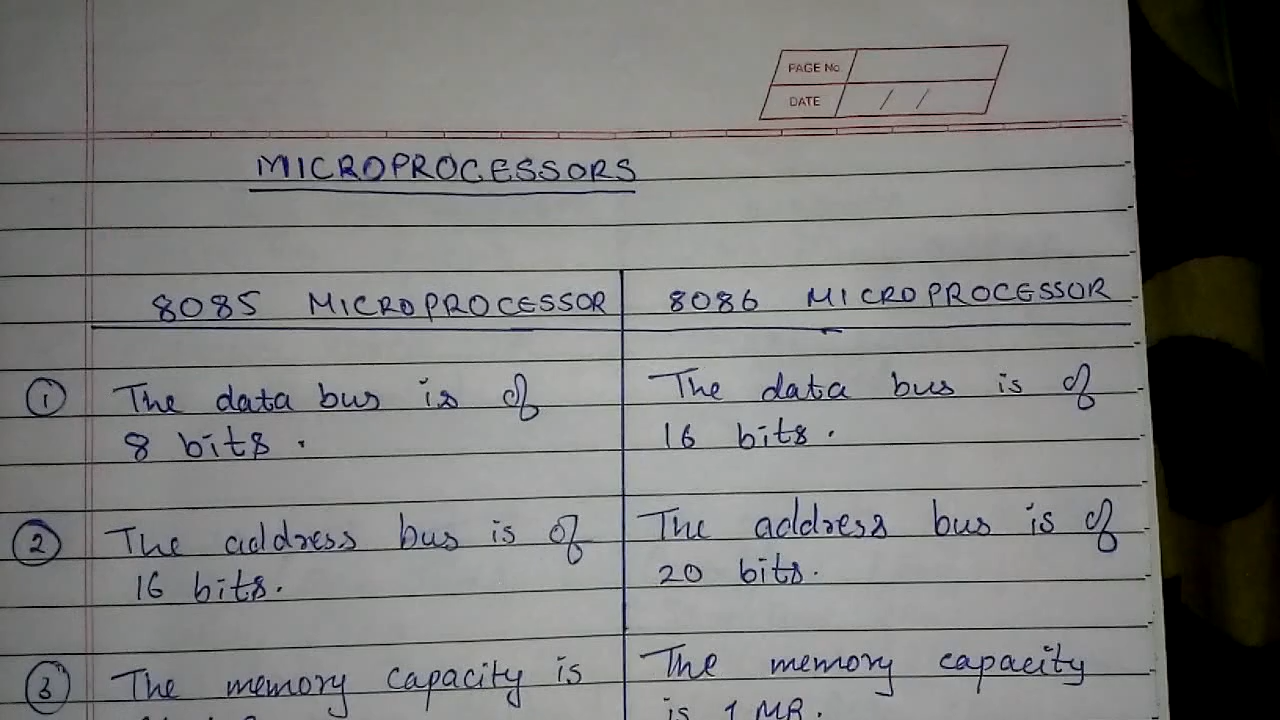 PAGE No
DATE / /
MICROPROCESSORS
8085 MICROPROCESSOR
8086 MICROPROCESSOR
① The data bus is of
8 bits.
The data bus is of
16 bits.
② The address bus is of
16 bits.
The address bus is of
20 bits.
③ The memory capacity is
The memory capacity
is 1 MB.